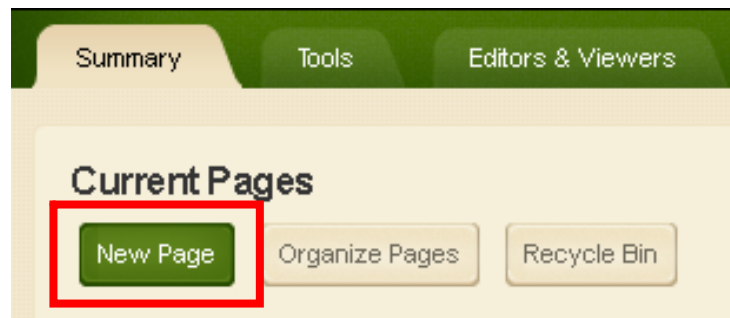 Summary Tools Editors & Viewers
Current Pages
New Page Organize Pages Recycle Bin